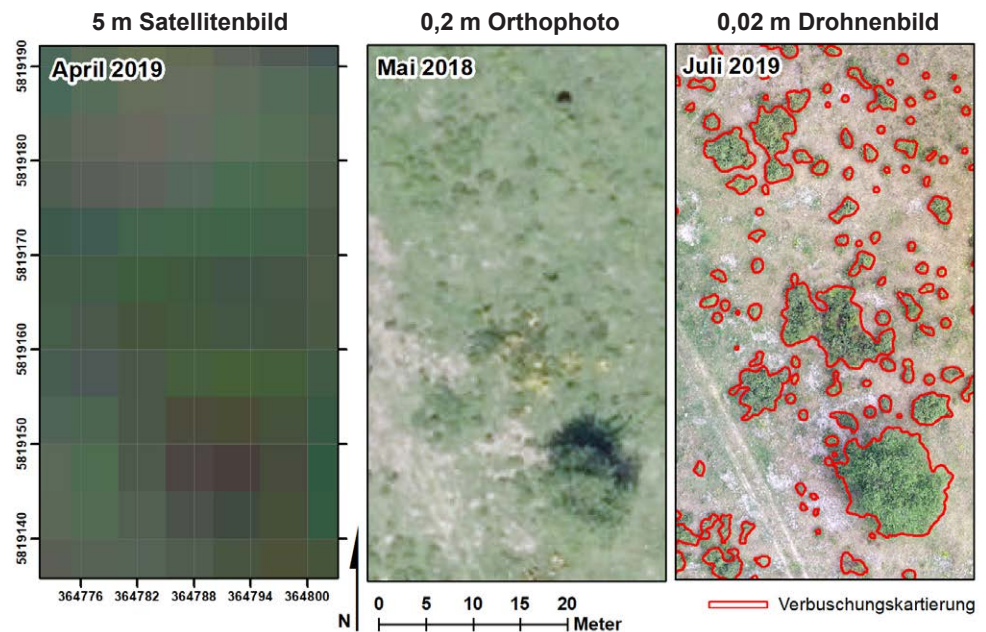 5 m Satellitenbild
0,2 m Orthophoto
0,02 m Drohnenbild
April 2019
Mai 2018
Juli 2019
5819190
5819180
5819170
5819160
5819150
5819140
364776 364782 364788 364794 364800
N
0 5 10 15 20
Meter
Verbuschungskartierung